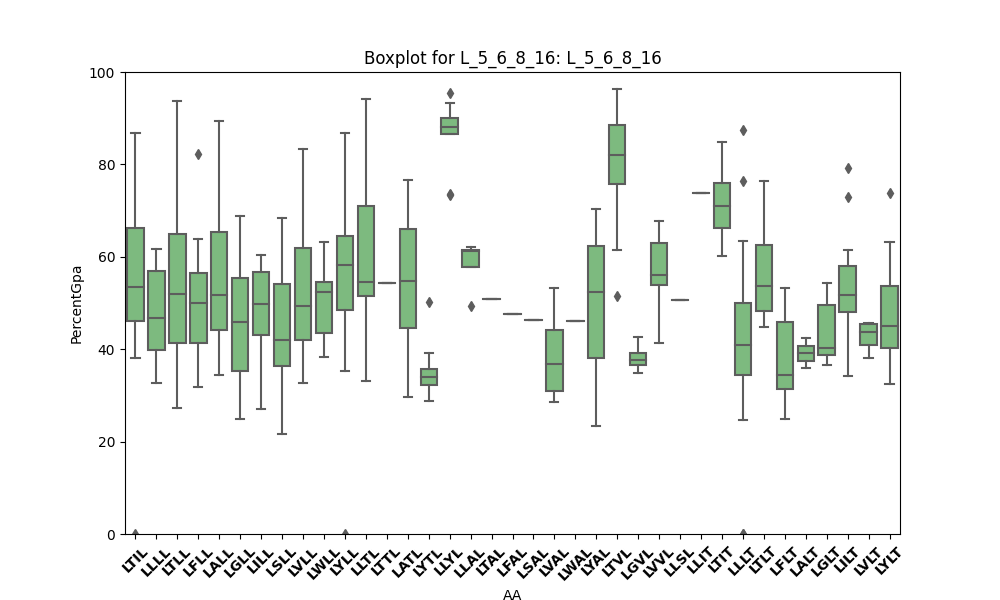 Boxplot for L_5_6_8_16: L_5_6_8_16
100
80
60
40
20
0
PercentGpa
LTIL LLLL LTLL LFLL LALL LGLL LILL LSLL LVLL LWLL LYLL LLTL LTTL LATL LYTL LLYL LLAL LTAL LFAL LSAL LVAL LWAL LYAL LTVL LGVL LVVL LLSL LLIT LTIT LLLT LTLT LFLT LALT LGLT LILT LVLT LYLT
AA